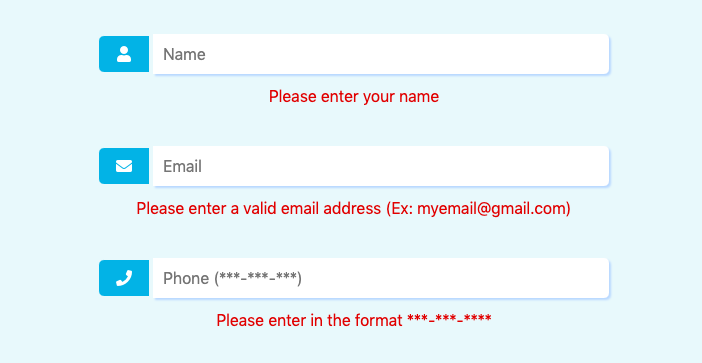 Name
Please enter your name
Email
Please enter a valid email address (Ex: myemail@gmail.com)
Phone (***-***-***)
Please enter in the format ***-***-****